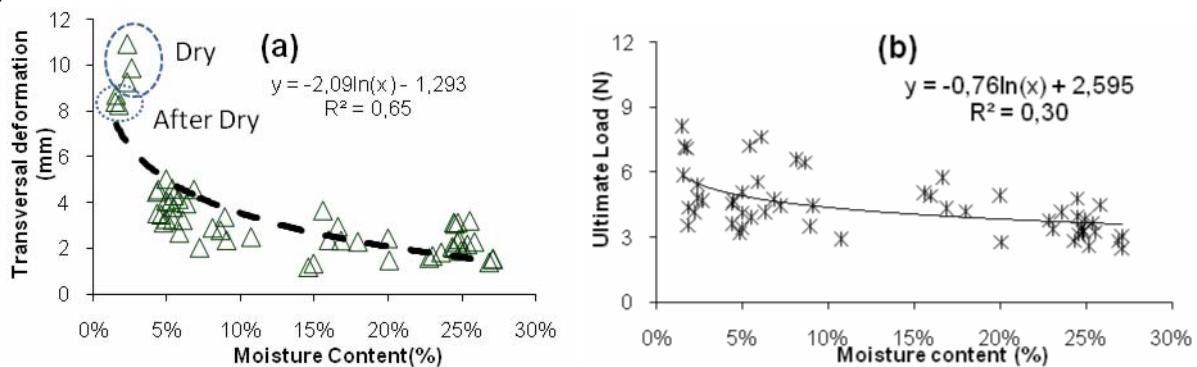 Transversal deformation
(mm)
12
10
8
6
4
2
0
Dry
After Dry
(a)
y = -2,09ln(x) - 1,293
R² = 0,65
0% 5% 10% 15% 20% 25% 30%
Moisture Content(%)
Ultimate Load (N)
12
9
6
3
0
(b)
y = -0,76ln(x) + 2,595
R² = 0,30
0% 5% 10% 15% 20% 25% 30%
Moisture content (%)